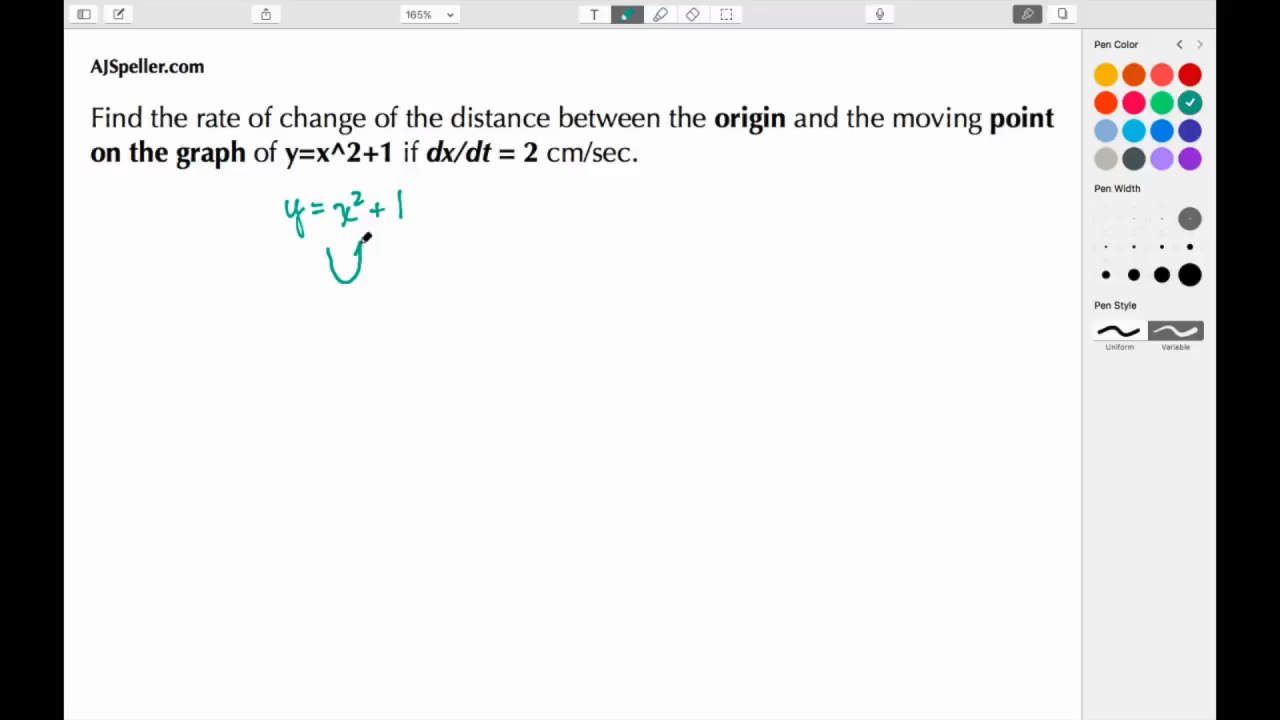 165%
T
Pen Color
AJSpeller.com
Find the rate of change of the distance between the origin and the moving point
on the graph of y=x^2+1 if dx/dt = 2 cm/sec.
y = x² + 1
Pen Width
Pen Style
Uniform Variable